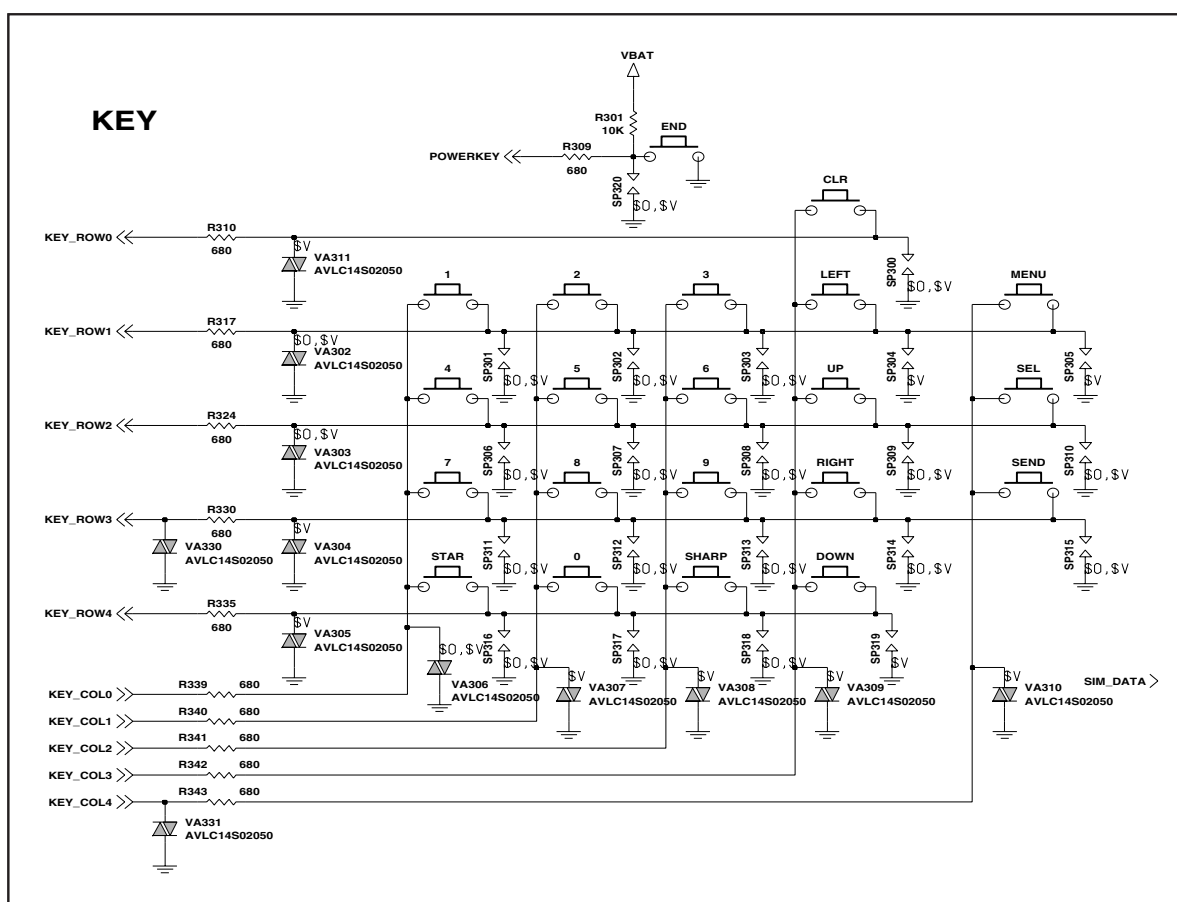 VBAT
KEY
R301
10K
END
R309
POWERKEY
680
SP320
$O,$V
CLR
R310
KEY_ROW0
680
$V
VA311
AVLC14S02050
SP300
$O,$V
1
2
3
LEFT
MENU
R317
KEY_ROW1
680
$O,$V
VA302
AVLC14S02050
SP301
$O,$V
SP302
$O,$V
SP303
$O,$V
SP304
$V
SP305
$V
4
5
6
UP
SEL
R324
KEY_ROW2
680
$O,$V
VA303
AVLC14S02050
SP306
$O,$V
SP307
$O,$V
SP308
$O,$V
SP309
$O,$V
SP310
$O,$V
7
8
9
RIGHT
SEND
R330
KEY_ROW3
680
VA330
AVLC14S02050
$V
VA304
AVLC14S02050
SP311
$O,$V
SP312
$O,$V
SP313
$O,$V
SP314
$O,$V
SP315
$O,$V
STAR
0
SHARP
DOWN
R335
KEY_ROW4
680
$V
VA305
AVLC14S02050
SP316
$O,$V
SP317
$O,$V
SP318
$O,$V
SP319
$V
$O,$V
VA306
AVLC14S02050
$V
VA307
AVLC14S02050
$V
VA308
AVLC14S02050
$V
VA309
AVLC14S02050
$V
VA310
AVLC14S02050
SIM_DATA
KEY_COL0
R339
680
KEY_COL1
R340
680
KEY_COL2
R341
680
KEY_COL3
R342
680
KEY_COL4
R343
680
VA331
AVLC14S02050